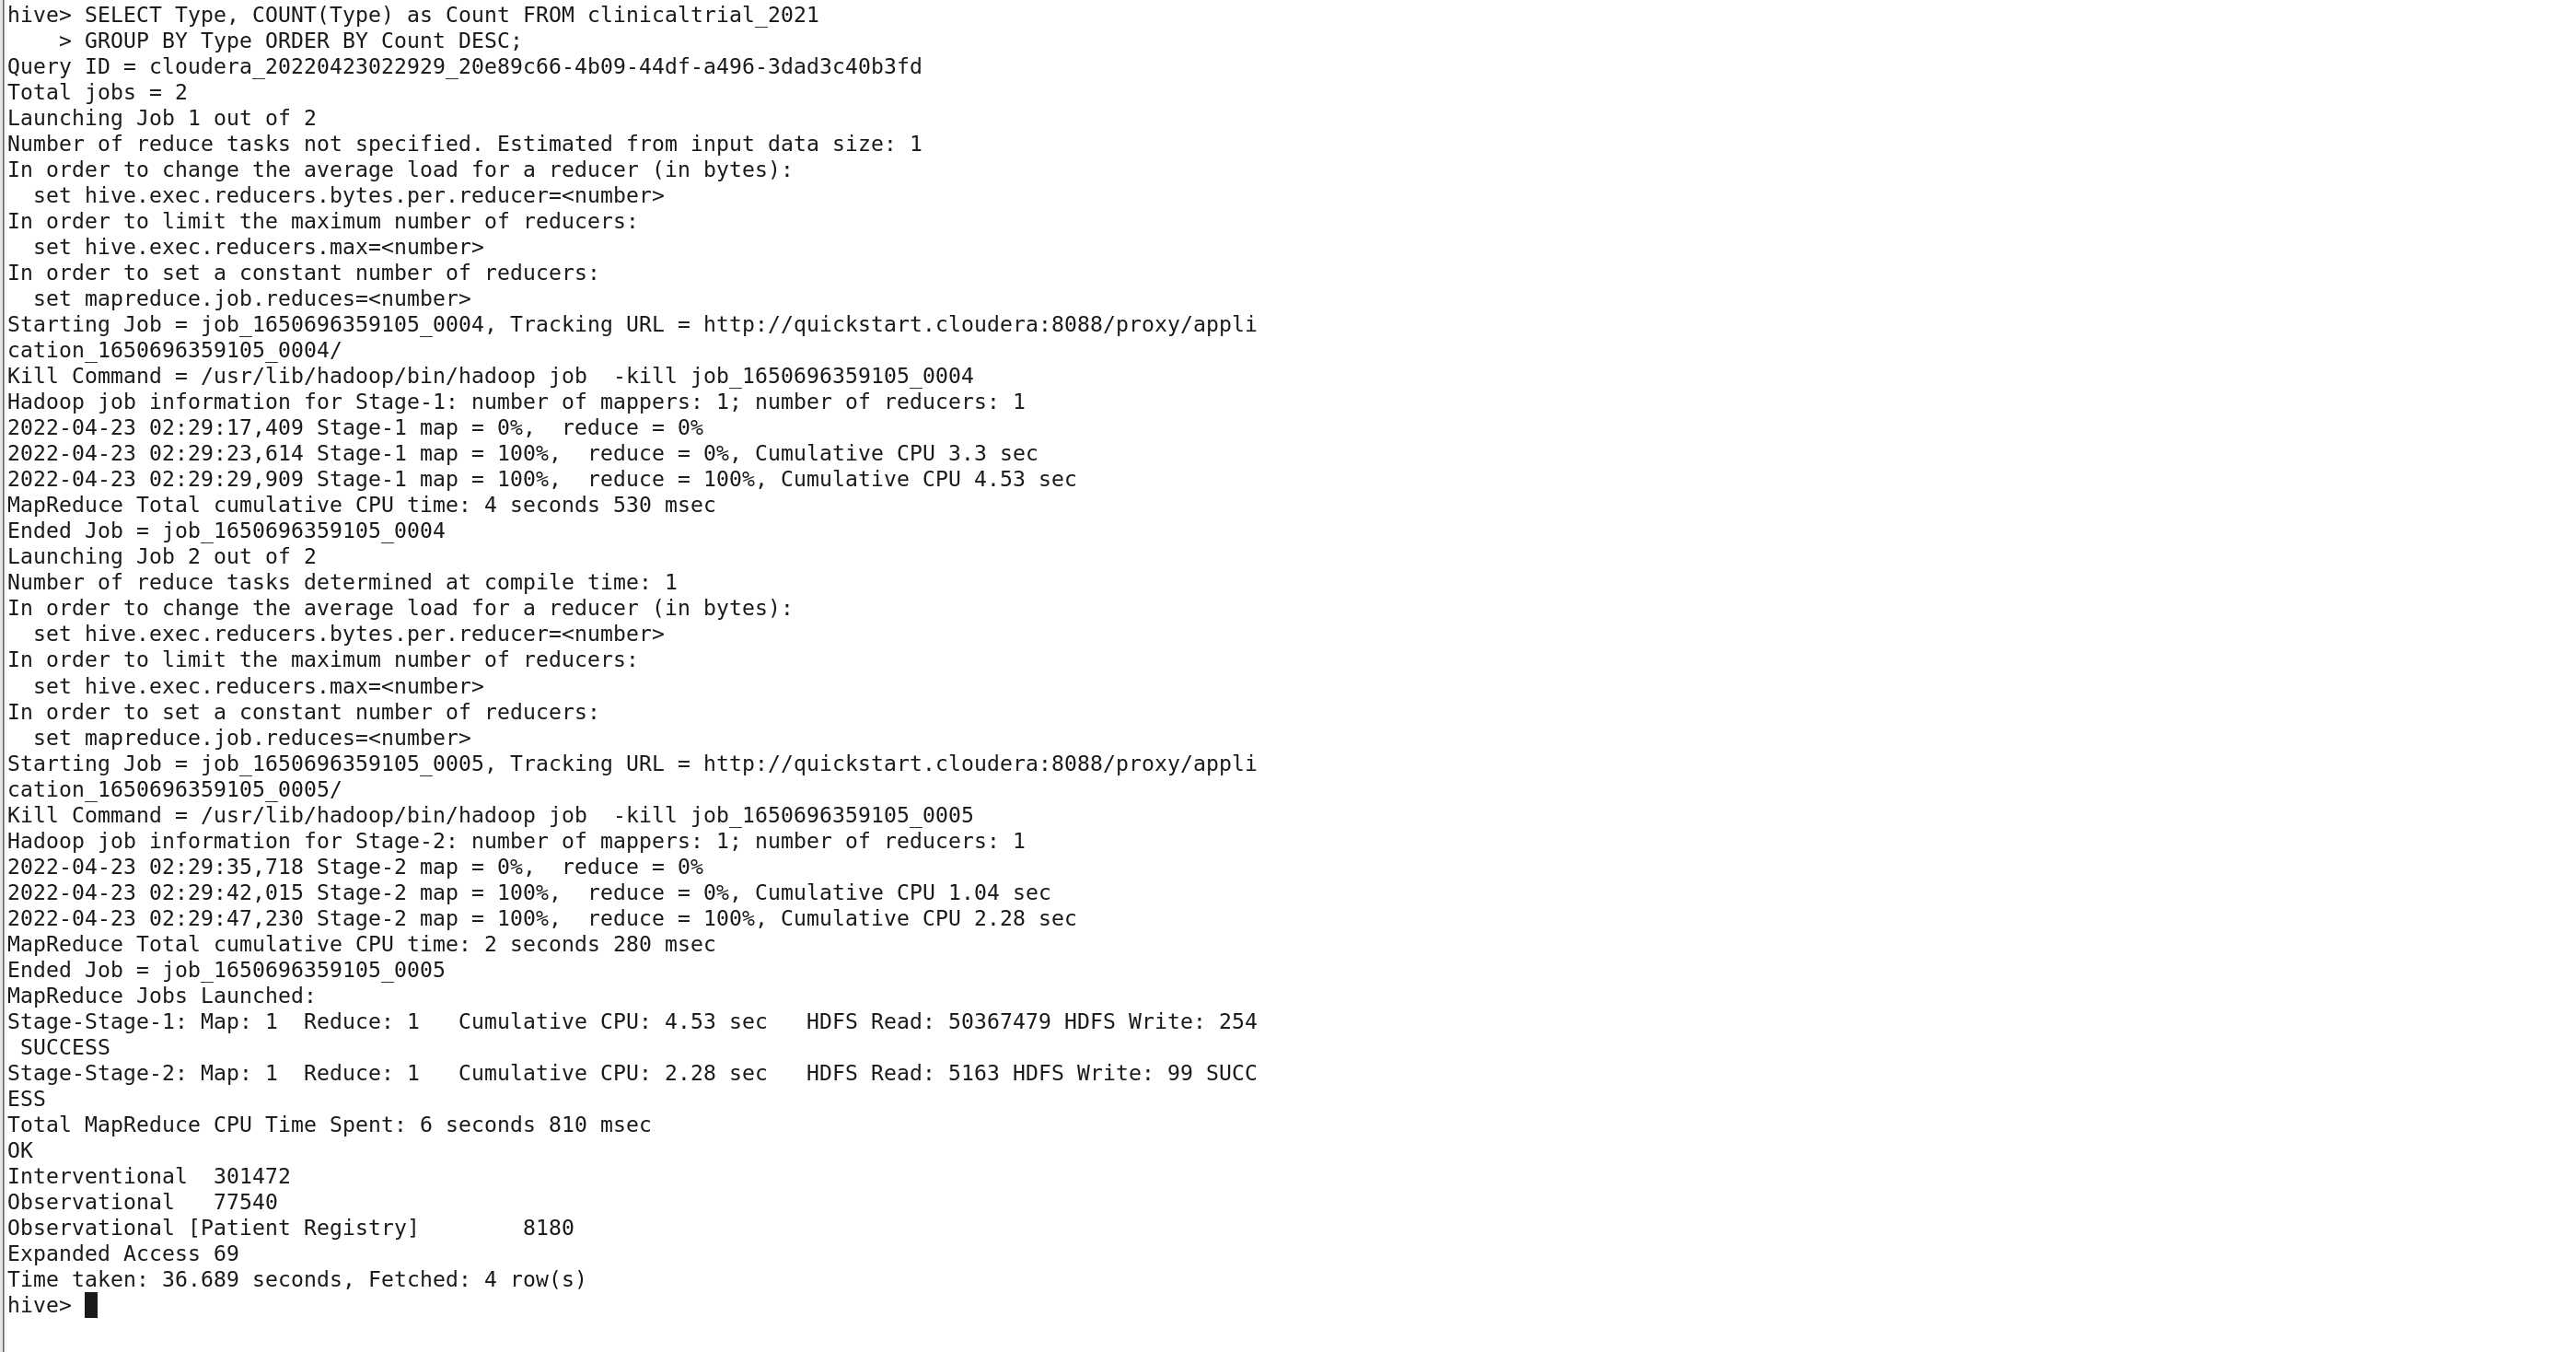 hive> SELECT Type, COUNT(Type) as Count FROM clinicaltrial_2021
    > GROUP BY Type ORDER BY Count DESC;
Query ID = cloudera_20220423022929_20e89c66-4b09-44df-a496-3dad3c40b3fd
Total jobs = 2
Launching Job 1 out of 2
Number of reduce tasks not specified. Estimated from input data size: 1
In order to change the average load for a reducer (in bytes):
  set hive.exec.reducers.bytes.per.reducer=<number>
In order to limit the maximum number of reducers:
  set hive.exec.reducers.max=<number>
In order to set a constant number of reducers:
  set mapreduce.job.reduces=<number>
Starting Job = job_1650696359105_0004, Tracking URL = http://quickstart.cloudera:8088/proxy/appli
cation_1650696359105_0004/
Kill Command = /usr/lib/hadoop/bin/hadoop job  -kill job_1650696359105_0004
Hadoop job information for Stage-1: number of mappers: 1; number of reducers: 1
2022-04-23 02:29:17,409 Stage-1 map = 0%,  reduce = 0%
2022-04-23 02:29:23,614 Stage-1 map = 100%,  reduce = 0%, Cumulative CPU 3.3 sec
2022-04-23 02:29:29,909 Stage-1 map = 100%,  reduce = 100%, Cumulative CPU 4.53 sec
MapReduce Total cumulative CPU time: 4 seconds 530 msec
Ended Job = job_1650696359105_0004
Launching Job 2 out of 2
Number of reduce tasks determined at compile time: 1
In order to change the average load for a reducer (in bytes):
  set hive.exec.reducers.bytes.per.reducer=<number>
In order to limit the maximum number of reducers:
  set hive.exec.reducers.max=<number>
In order to set a constant number of reducers:
  set mapreduce.job.reduces=<number>
Starting Job = job_1650696359105_0005, Tracking URL = http://quickstart.cloudera:8088/proxy/appli
cation_1650696359105_0005/
Kill Command = /usr/lib/hadoop/bin/hadoop job  -kill job_1650696359105_0005
Hadoop job information for Stage-2: number of mappers: 1; number of reducers: 1
2022-04-23 02:29:35,718 Stage-2 map = 0%,  reduce = 0%
2022-04-23 02:29:42,015 Stage-2 map = 100%,  reduce = 0%, Cumulative CPU 1.04 sec
2022-04-23 02:29:47,230 Stage-2 map = 100%,  reduce = 100%, Cumulative CPU 2.28 sec
MapReduce Total cumulative CPU time: 2 seconds 280 msec
Ended Job = job_1650696359105_0005
MapReduce Jobs Launched:
Stage-Stage-1: Map: 1  Reduce: 1   Cumulative CPU: 4.53 sec   HDFS Read: 50367479 HDFS Write: 254
 SUCCESS
Stage-Stage-2: Map: 1  Reduce: 1   Cumulative CPU: 2.28 sec   HDFS Read: 5163 HDFS Write: 99 SUCC
ESS
Total MapReduce CPU Time Spent: 6 seconds 810 msec
OK
Interventional  301472
Observational   77540
Observational [Patient Registry]        8180
Expanded Access 69
Time taken: 36.689 seconds, Fetched: 4 row(s)
hive>